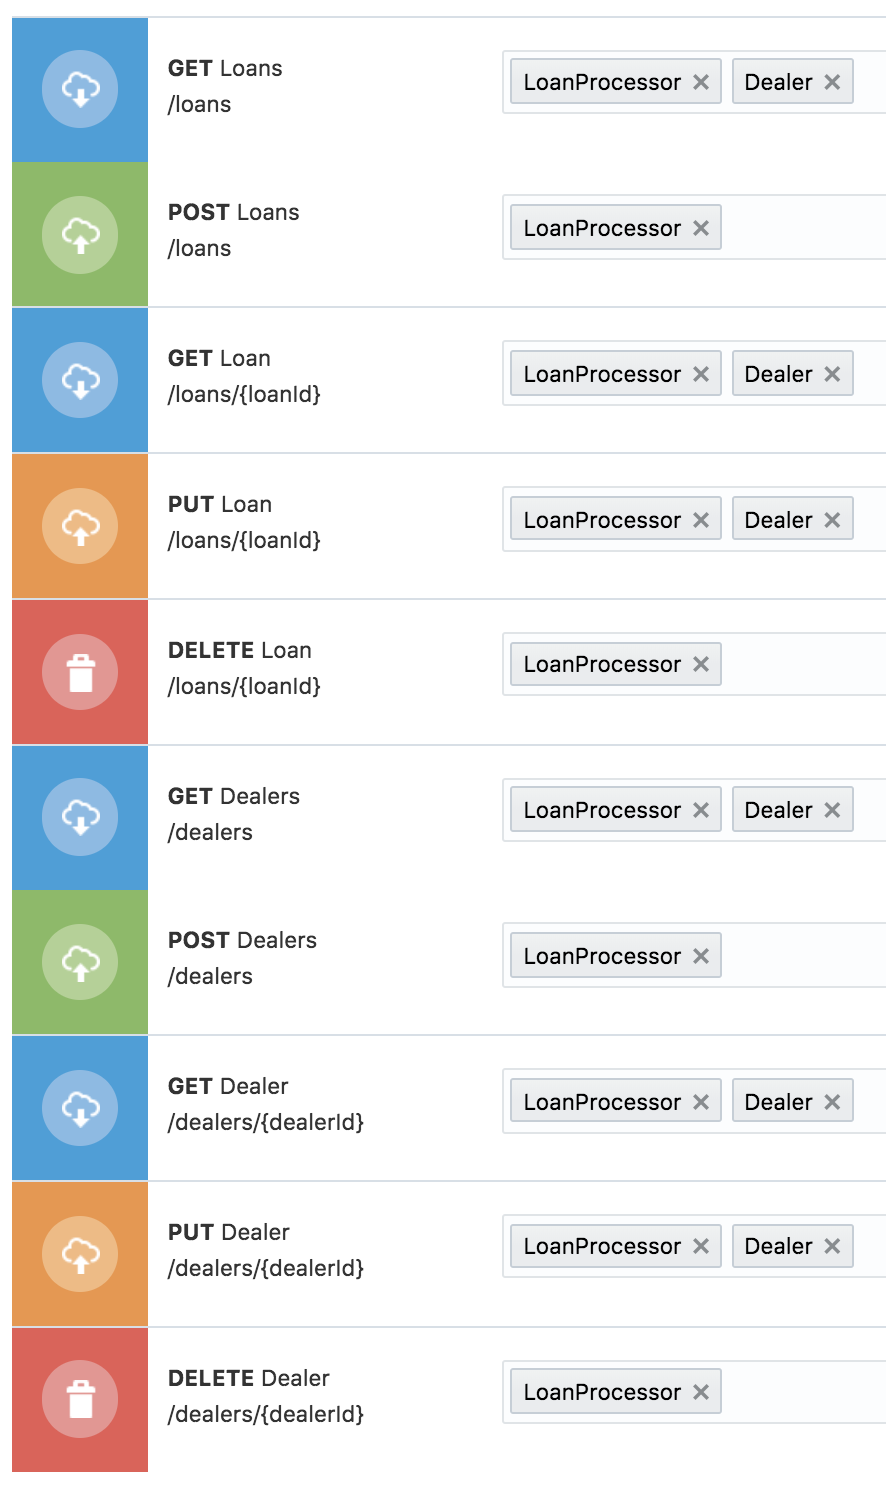 GET Loans
/loans
LoanProcessor ✕ Dealer ✕
POST Loans
/loans
LoanProcessor ✕
GET Loan
/loans/{loanId}
LoanProcessor ✕ Dealer ✕
PUT Loan
/loans/{loanId}
LoanProcessor ✕ Dealer ✕
DELETE Loan
/loans/{loanId}
LoanProcessor ✕
GET Dealers
/dealers
LoanProcessor ✕ Dealer ✕
POST Dealers
/dealers
LoanProcessor ✕
GET Dealer
/dealers/{dealerId}
LoanProcessor ✕ Dealer ✕
PUT Dealer
/dealers/{dealerId}
LoanProcessor ✕ Dealer ✕
DELETE Dealer
/dealers/{dealerId}
LoanProcessor ✕